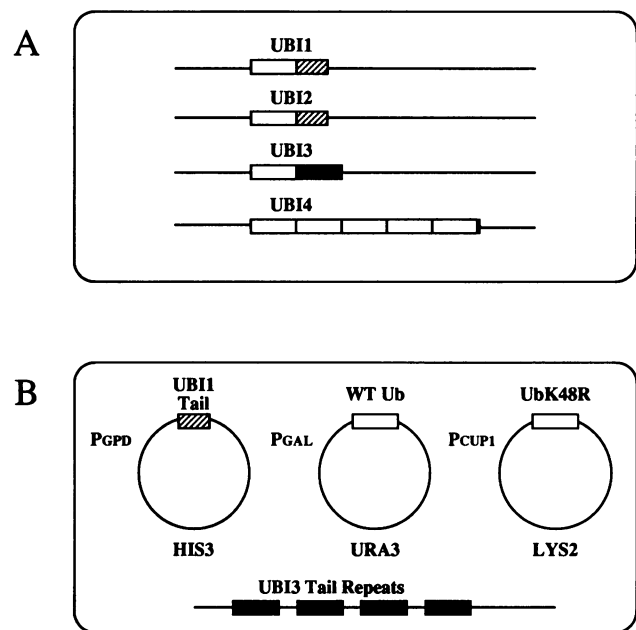 A
UBI1
UBI2
UBI3
UBI4
B
UBI1
Tail
PGPD
HIS3
WT Ub
PGAL
URA3
UbK48R
PCUP1
LYS2
UBI3 Tail Repeats